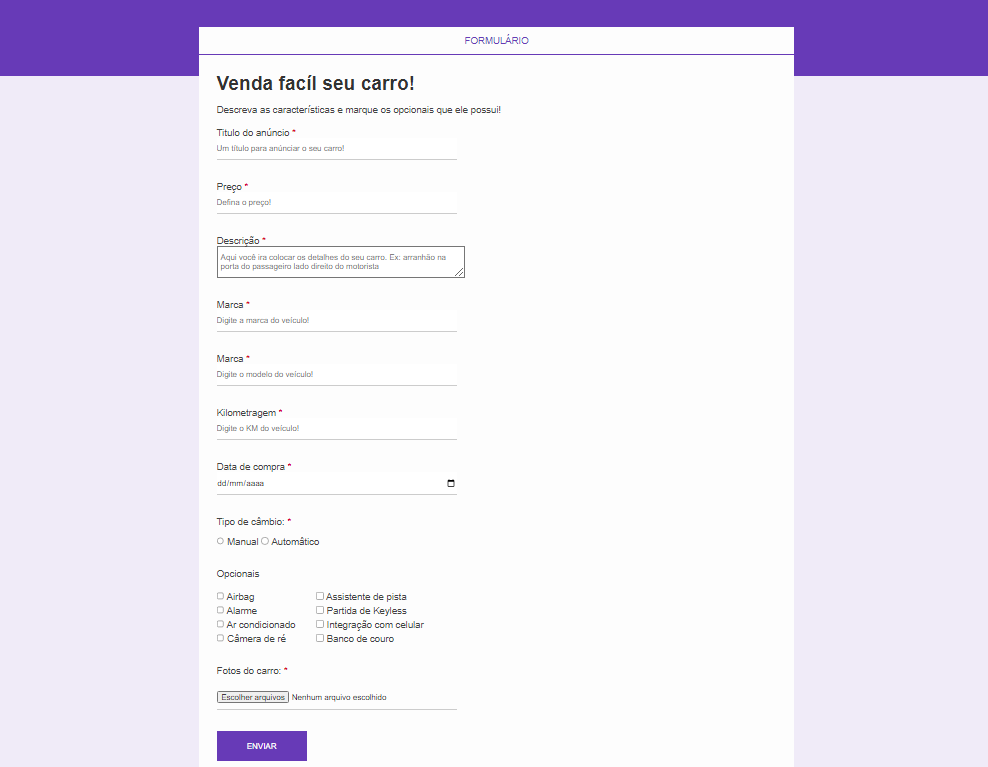 FORMULÁRIO
Venda facíl seu carro!
Descreva as características e marque os opcionais que ele possui!
Titulo do anúncio *
Um título para anúnciar o seu carro!
Preço *
Defina o preço!
Descrição *
Aqui você ira colocar os detalhes do seu carro. Ex: arranhão na
porta do passageiro lado direito do motorista
Marca *
Digite a marca do veículo!
Marca *
Digite o modelo do veículo!
Kilometragem *
Digite o KM do veículo!
Data de compra *
dd/mm/aaaa
Tipo de câmbio: *
Manual Automâtico
Opcionais
Airbag Assistente de pista
Alarme Partida de Keyless
Ar condicionado Integração com celular
Câmera de ré Banco de couro
Fotos do carro: *
Escolher arquivos Nenhum arquivo escolhido
ENVIAR